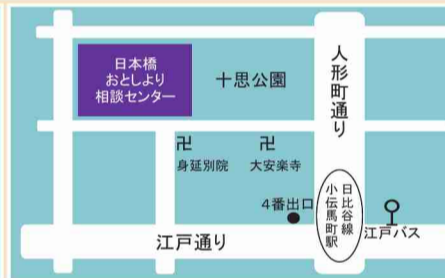 日本橋
おとしより
相談センター
十思公園
人形町通り
卍
卍
身延別院
大安楽寺
4番出口
日比谷線
小伝馬町駅
江戸バス
江戸通り